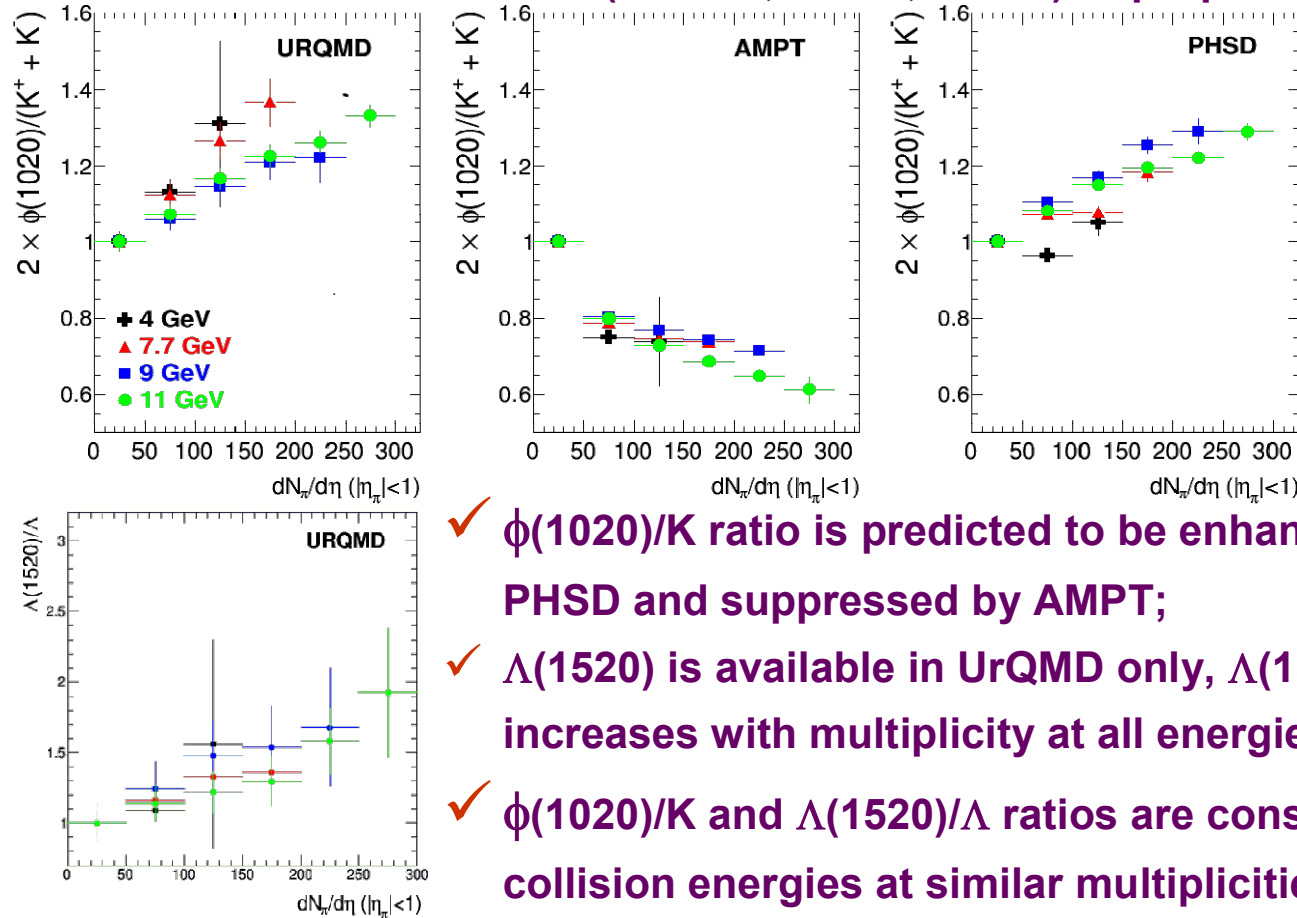 1.6
1.4
1.2
1
0.8
0.6
2 × ϕ(1020)/(K⁺ + K⁻)
URQMD
4 GeV
7.7 GeV
9 GeV
11 GeV
0 50 100 150 200 250 300
dN_π/dη (|η_π|<1)
1.6
1.4
1.2
1
0.8
0.6
2 × ϕ(1020)/(K⁺ + K⁻)
AMPT
0 50 100 150 200 250 300
dN_π/dη (|η_π|<1)
1.6
1.4
1.2
1
0.8
0.6
2 × ϕ(1020)/(K⁺ + K⁻)
PHSD
0 50 100 150 200 250 300
dN_π/dη (|η_π|<1)
3
2.5
2
1.5
1
Λ(1520)/Λ
URQMD
0 50 100 150 200 250 300
dN_π/dη (|η_π|<1)
✓ ϕ(1020)/K ratio is predicted to be
PHSD and suppressed by AMPT;
✓ Λ(1520) is available in UrQMD only,
increases with multiplicity at all
✓ ϕ(1020)/K and Λ(1520)/Λ ratios are
collision energies at similar